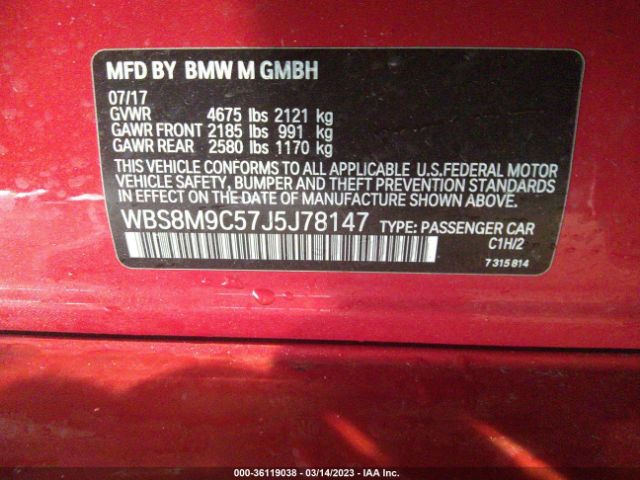 MFD BY BMW M GMBH
07/17
GVWR 4675 lbs 2121 kg
GAWR FRONT 2185 lbs 991 kg
GAWR REAR 2580 lbs 1170 kg
THIS VEHICLE CONFORMS TO ALL APPLICABLE U.S.FEDERAL MOTOR
VEHICLE SAFETY, BUMPER AND THEFT PREVENTION STANDARDS
IN EFFECT ON THE DATE OF MANUFACTURE SHOWN ABOVE.
WBS8M9C57J5J78147 TYPE: PASSENGER CAR
C1H/2
7 315 814
000-36119038 - 03/14/2023 - IAA Inc.